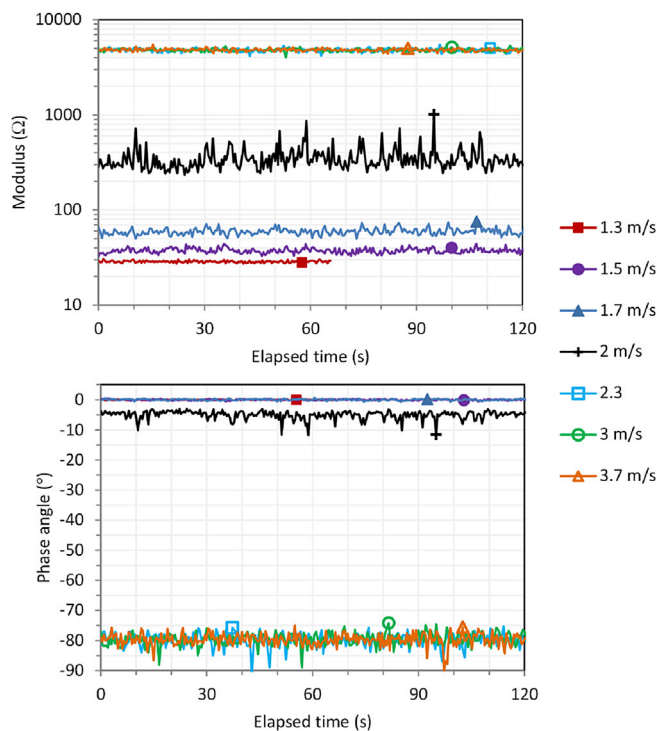 10000
1000
100
10
Modulus (Ω)
0 30 60 90 120
Elapsed time (s)
0
-10
-20
-30
-40
-50
-60
-70
-80
-90
Phase angle (°)
0 30 60 90 120
Elapsed time (s)
1.3 m/s
1.5 m/s
1.7 m/s
2 m/s
2.3
3 m/s
3.7 m/s